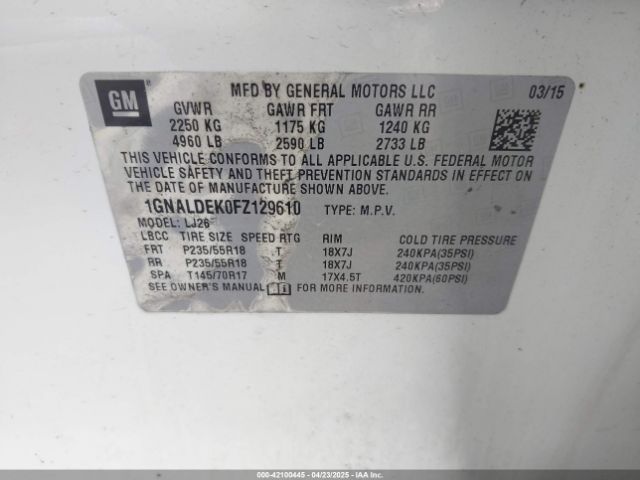 GM
MFD BY GENERAL MOTORS LLC 03/15
GVWR GAWR FRT GAWR RR
2250 KG 1175 KG 1240 KG
4960 LB 2590 LB 2733 LB
THIS VEHICLE CONFORMS TO ALL APPLICABLE U.S. FEDERAL MOTOR
VEHICLE SAFETY AND THEFT PREVENTION STANDARDS IN EFFECT ON
THE DATE OF MANUFACTURE SHOWN ABOVE.
1GNALDEK0FZ129610 TYPE: M.P.V.
MODEL: LJ26
LBCC TIRE SIZE SPEED RTG RIM COLD TIRE PRESSURE
FRT P235/55R18 T 18X7J 240KPA(35PSI)
RR P235/55R18 T 18X7J 240KPA(35PSI)
SPA T145/70R17 M 17X4.5T 420KPA(60PSI)
SEE OWNER'S MANUAL FOR MORE INFORMATION.
000-42100445 - 04/23/2025 - IAAI.COM